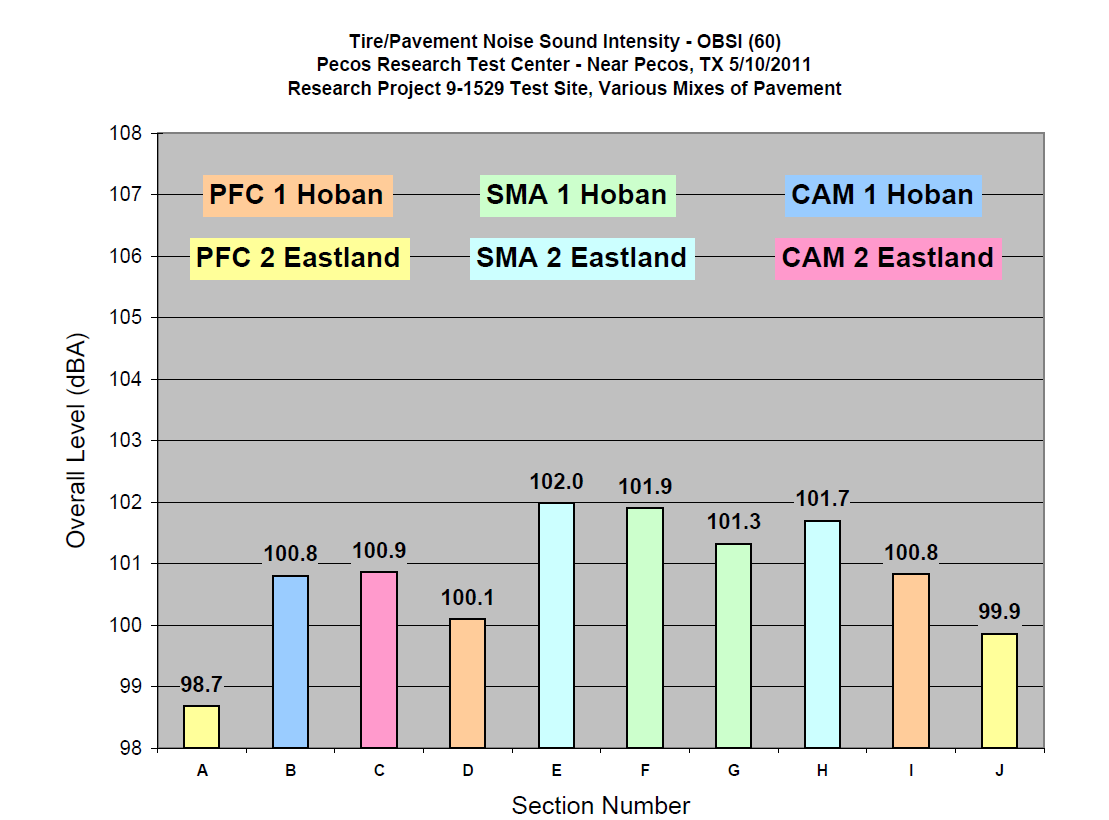 Tire/Pavement Noise Sound Intensity - OBSI (60)
Pecos Research Test Center - Near Pecos, TX 5/10/2011
Research Project 9-1529 Test Site, Various Mixes of Pavement
108
107
106
105
104
103
102
101
100
99
98
Overall Level (dBA)
PFC 1 Hoban
SMA 1 Hoban
CAM 1 Hoban
PFC 2 Eastland
SMA 2 Eastland
CAM 2 Eastland
98.7
100.8
100.9
100.1
102.0
101.9
101.3
101.7
100.8
99.9
A B C D E F G H I J
Section Number